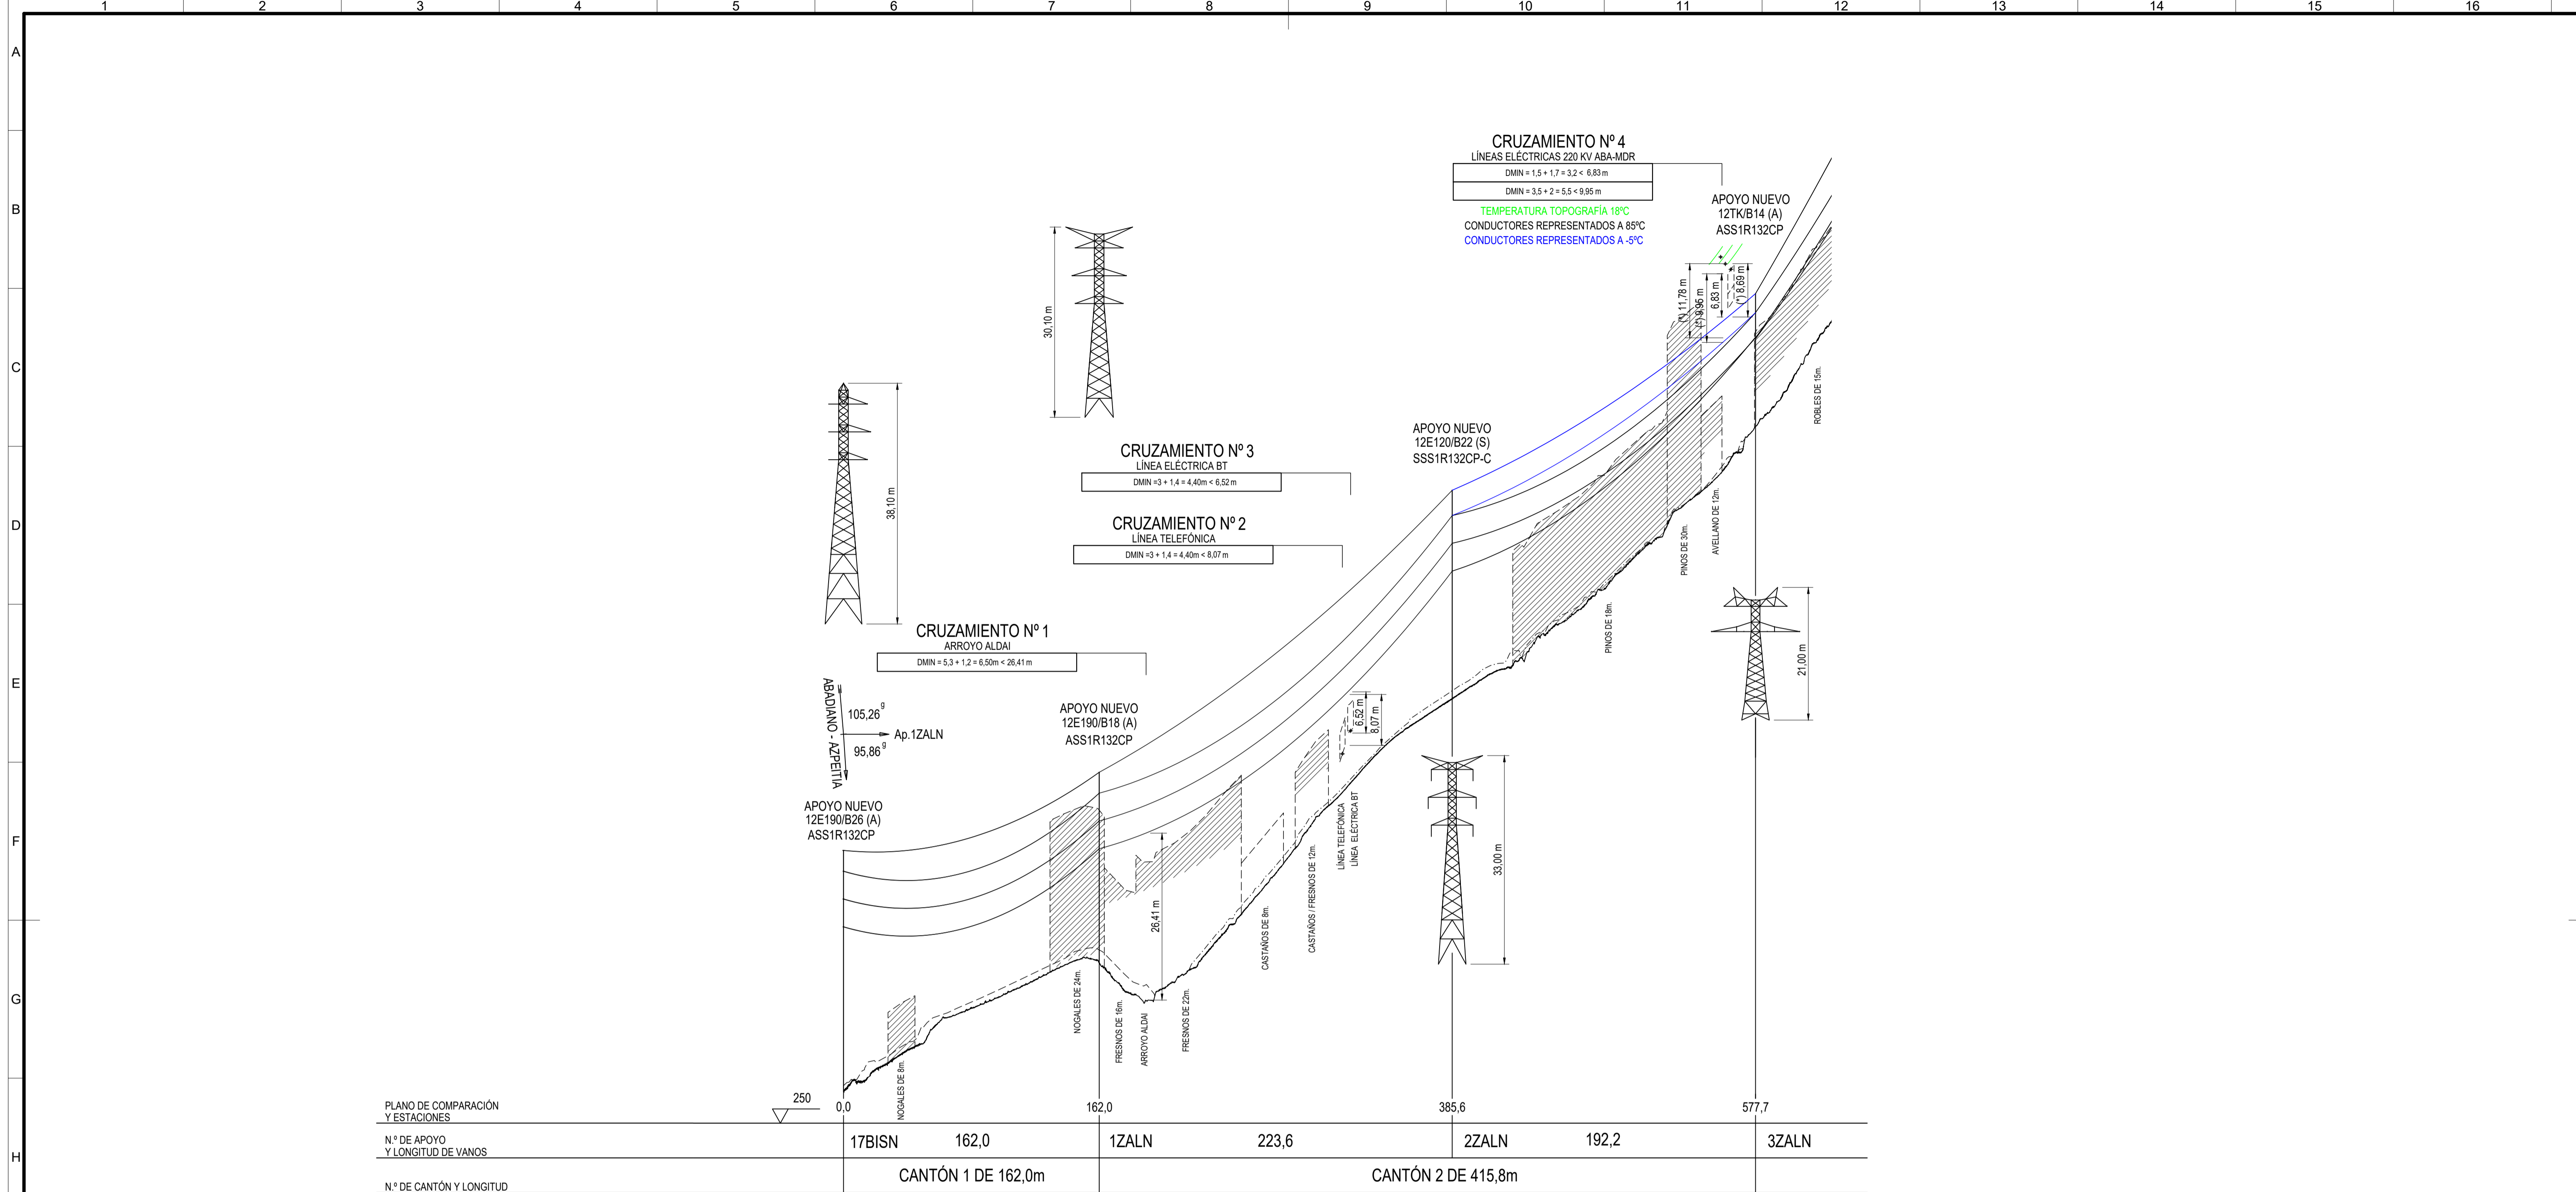 1 2 3 4 5 6 7 8 9 10 11 12 13 14 15 16
A
B
C
D
E
F
G
H
CRUZAMIENTO Nº 4
LÍNEAS ELÉCTRICAS 220 KV ABA-MDR
DMIN = 1,5 + 1,7 = 3,2 < 6,83 m
DMIN = 3,5 + 2 = 5,5 < 9,95 m
TEMPERATURA TOPOGRAFÍA 18ºC
CONDUCTORES REPRESENTADOS A 85ºC
CONDUCTORES REPRESENTADOS A -5ºC
APOYO NUEVO
12TK/B14 (A)
ASS1R132CP
(*) 11,78 m
(*) 9,95 m
6,83 m
(*) 8,69 m
30,10 m
38,10 m
CRUZAMIENTO Nº 3
LÍNEA ELÉCTRICA BT
DMIN =3 + 1,4 = 4,40m < 6,52 m
CRUZAMIENTO Nº 2
LÍNEA TELEFÓNICA
DMIN =3 + 1,4 = 4,40m < 8,07 m
APOYO NUEVO
12E120/B22 (S)
SSS1R132CP-C
ROBLES DE 15m.
AVELLANO DE 12m.
PINOS DE 30m.
PINOS DE 18m.
21,00 m
CRUZAMIENTO Nº 1
ARROYO ALDAI
DMIN = 5,3 + 1,2 = 6,50m < 26,41 m
ABADIANO - AZPEITIA
105,26g
Ap.1ZALN
95,86g
APOYO NUEVO
12E190/B18 (A)
ASS1R132CP
6,52 m
8,07 m
APOYO NUEVO
12E190/B26 (A)
ASS1R132CP
26,41 m
33,00 m
LÍNEA TELEFÓNICA
LÍNEA ELÉCTRICA BT
CASTAÑOS / FRESNOS DE 12m.
CASTAÑOS DE 8m.
NOGALES DE 24m.
FRESNOS DE 16m.
ARROYO ALDAI
FRESNOS DE 22m.
NOGALES DE 8m.
PLANO DE COMPARACIÓN
Y ESTACIONES
250
0,0 162,0 385,6 577,7
N.º DE APOYO
Y LONGITUD DE VANOS
17BISN 162,0 1ZALN 223,6 2ZALN 192,2 3ZALN
N.º DE CANTÓN Y LONGITUD
CANTÓN 1 DE 162,0m CANTÓN 2 DE 415,8m